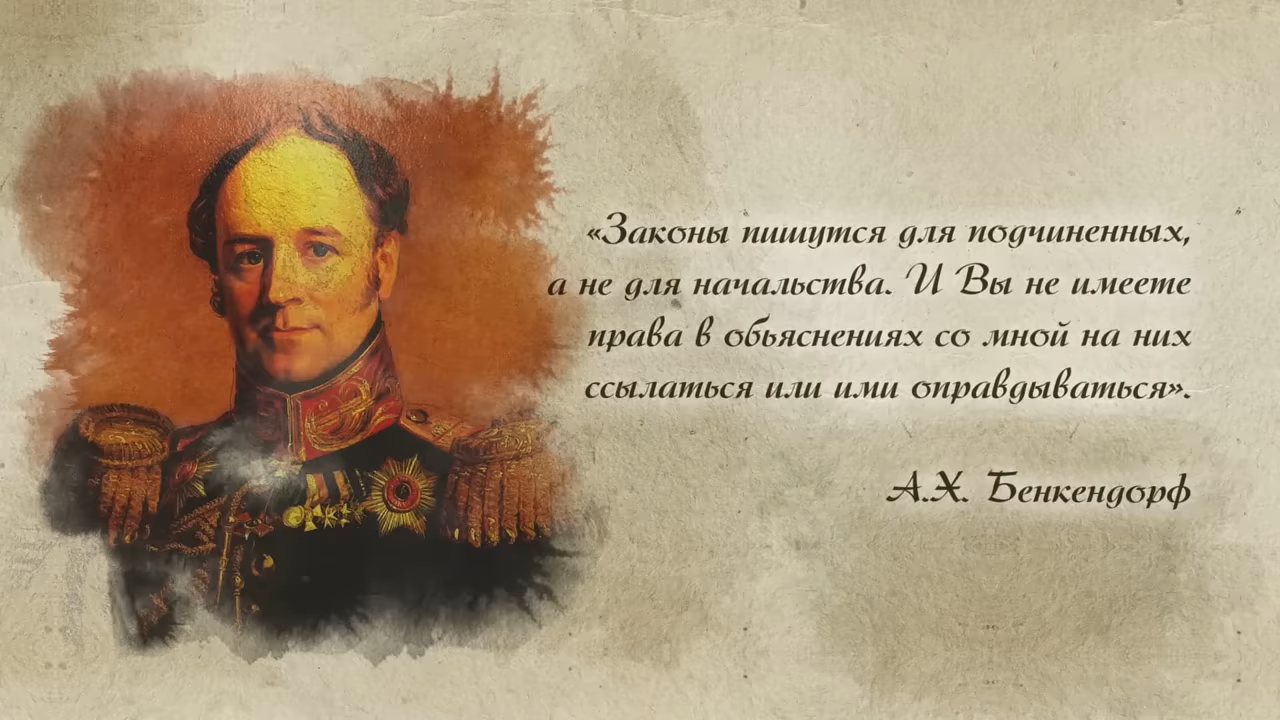 «Законы пишутся для подчиненных,
а не для начальства. И Вы не имеете
права в обьяснениях со мной на них
ссылаться или ими оправдываться».
А.Х. Бенкендорф